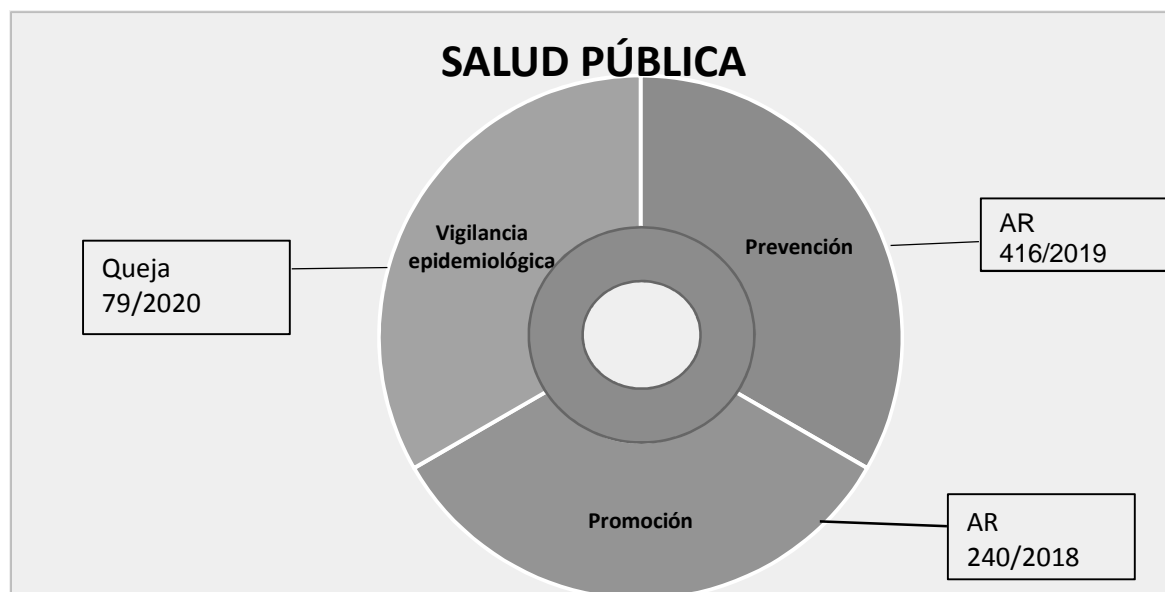 SALUD PÚBLICA
Vigilancia
epidemiológica
Prevención
AR
416/2019
Queja
79/2020
Promoción
AR
240/2018